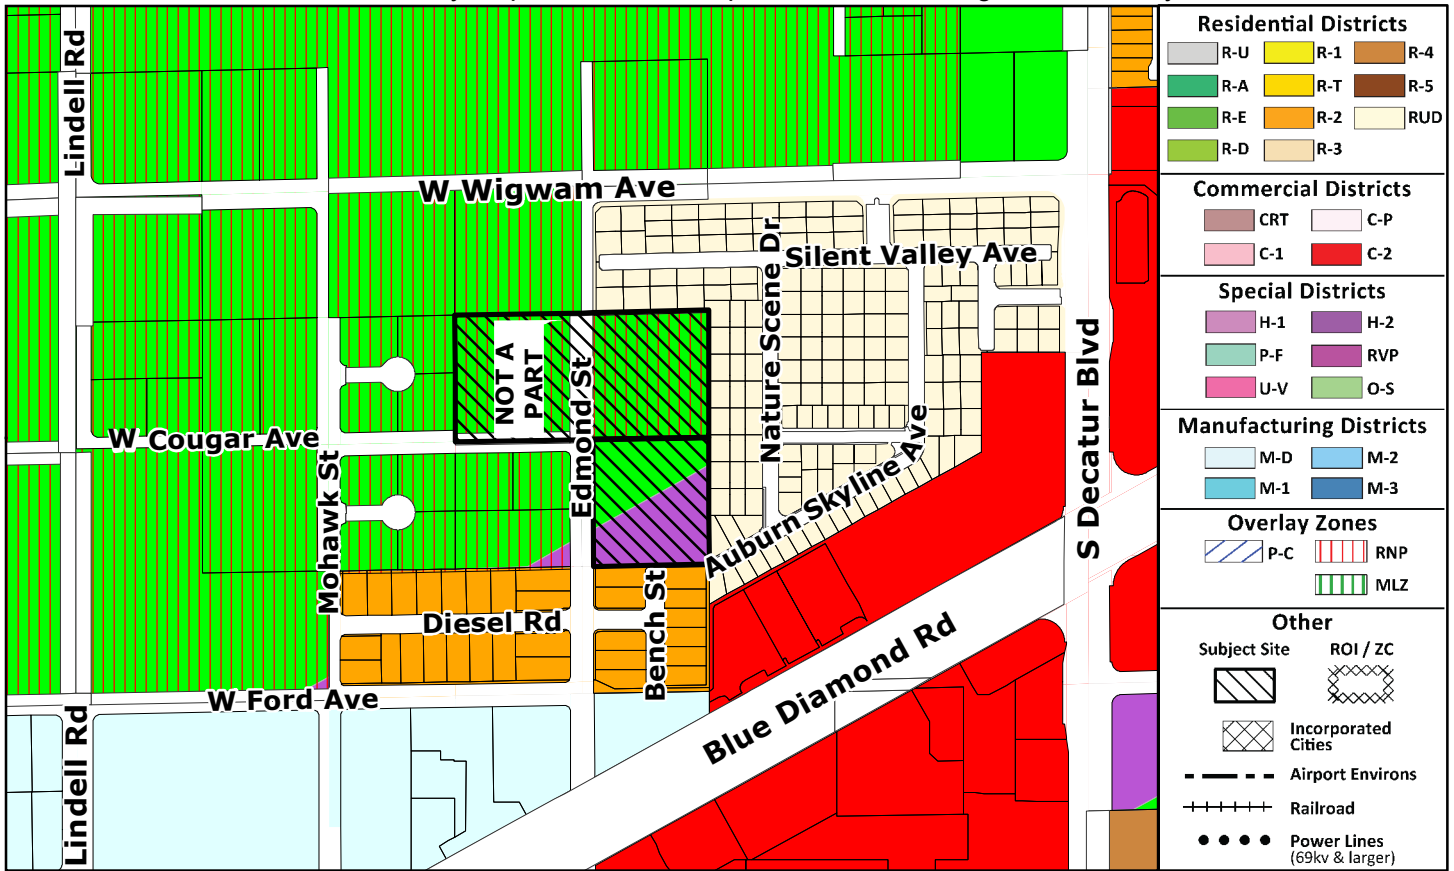 Lindell Rd
W Wigwam Ave
Nature Scene Dr
Silent Valley Ave
NOT A
PART
Edmond St
W Cougar Ave
Mohawk St
Auburn Skyline Ave
S Decatur Blvd
Diesel Rd
Bench St
W Ford Ave
Blue Diamond Rd
Lindell Rd
Residential Districts
R-U R-1 R-4
R-A R-T R-5
R-E R-2 RUD
R-D R-3
Commercial Districts
CRT C-P
C-1 C-2
Special Districts
H-1 H-2
P-F RVP
U-V O-S
Manufacturing Districts
M-D M-2
M-1 M-3
Overlay Zones
P-C RNP
MLZ
Other
Subject Site ROI / ZC
Incorporated
Cities
Airport Environs
Railroad
Power Lines
(69kv & larger)